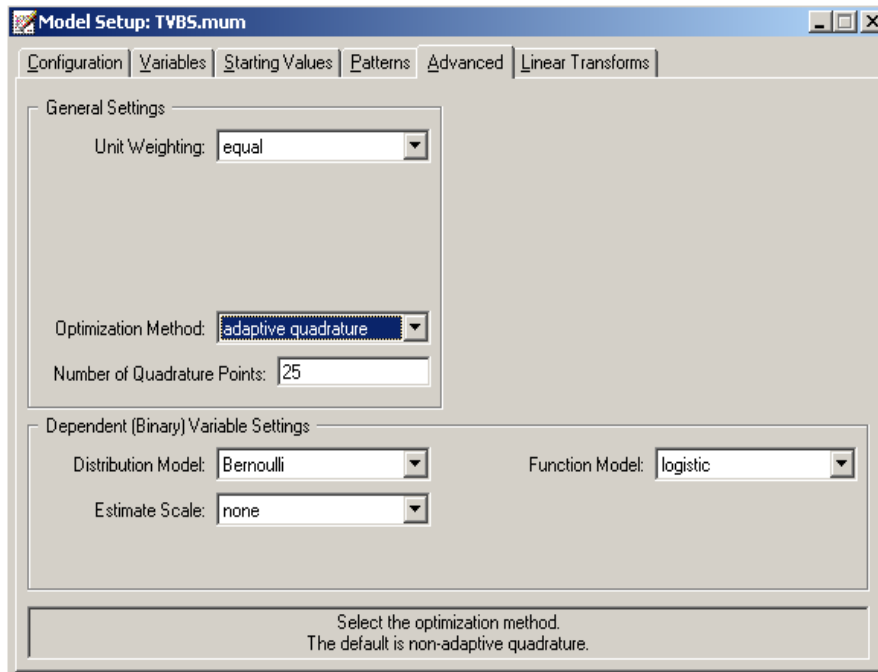 Model Setup: TVBS.mum
Configuration Variables Starting Values Patterns Advanced Linear Transforms
General Settings
Unit Weighting: equal
Optimization Method: adaptive quadrature
Number of Quadrature Points: 25
Dependent (Binary) Variable Settings
Distribution Model: Bernoulli Function Model: logistic
Estimate Scale: none
Select the optimization method.
The default is non-adaptive quadrature.